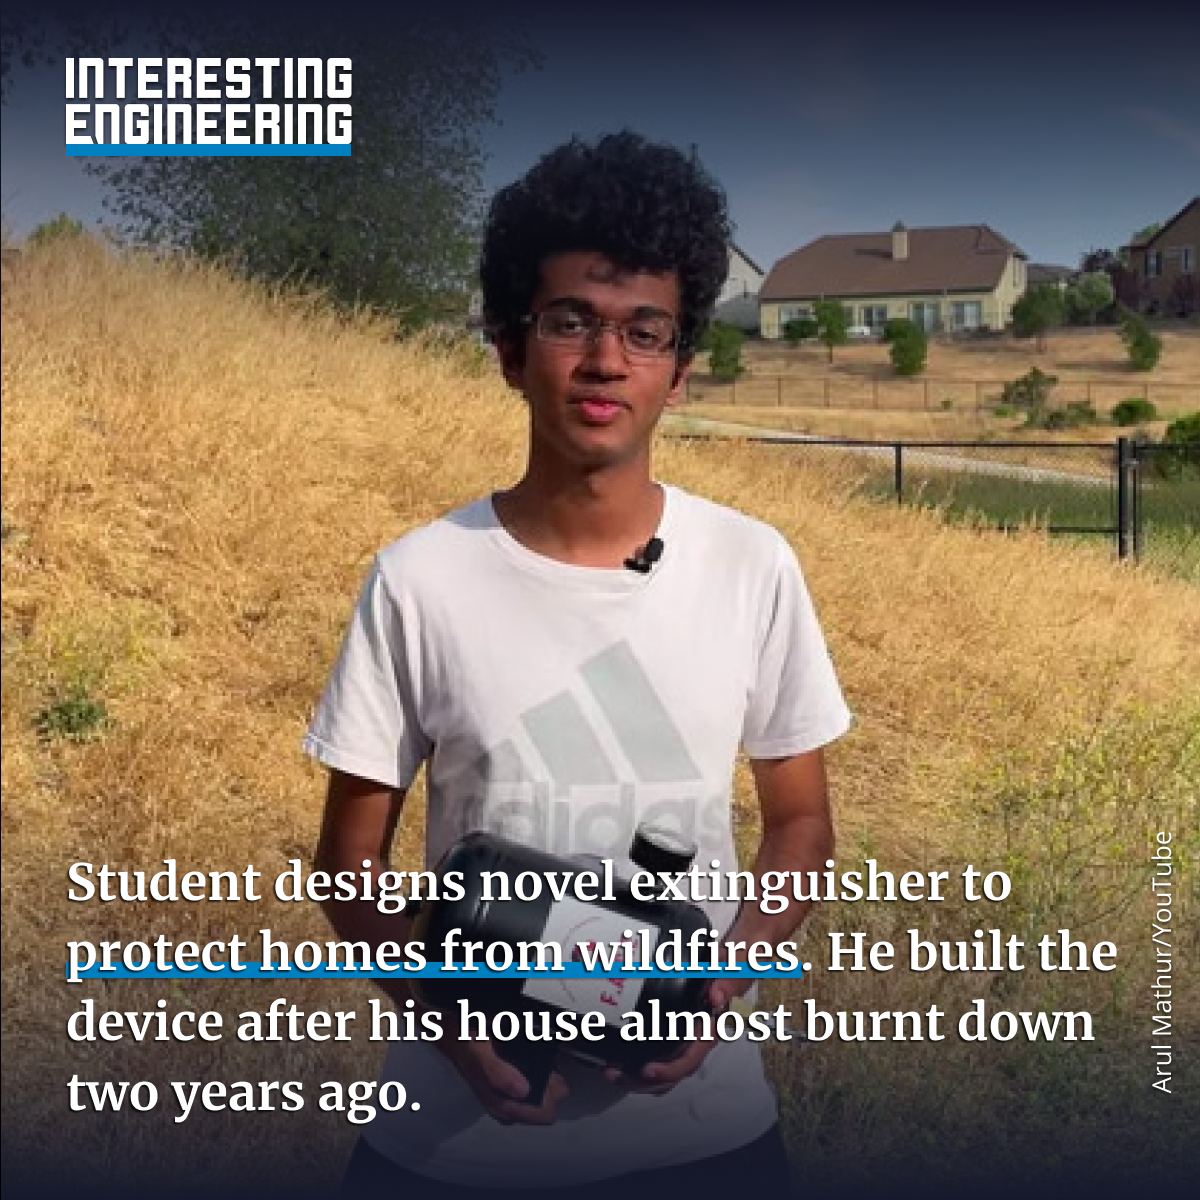 INTERESTING
ENGINEERING
adidas
Student designs novel extinguisher to
protect homes from wildfires. He built the
device after his house almost burnt down
two years ago.
Arul Mathur/YouTube